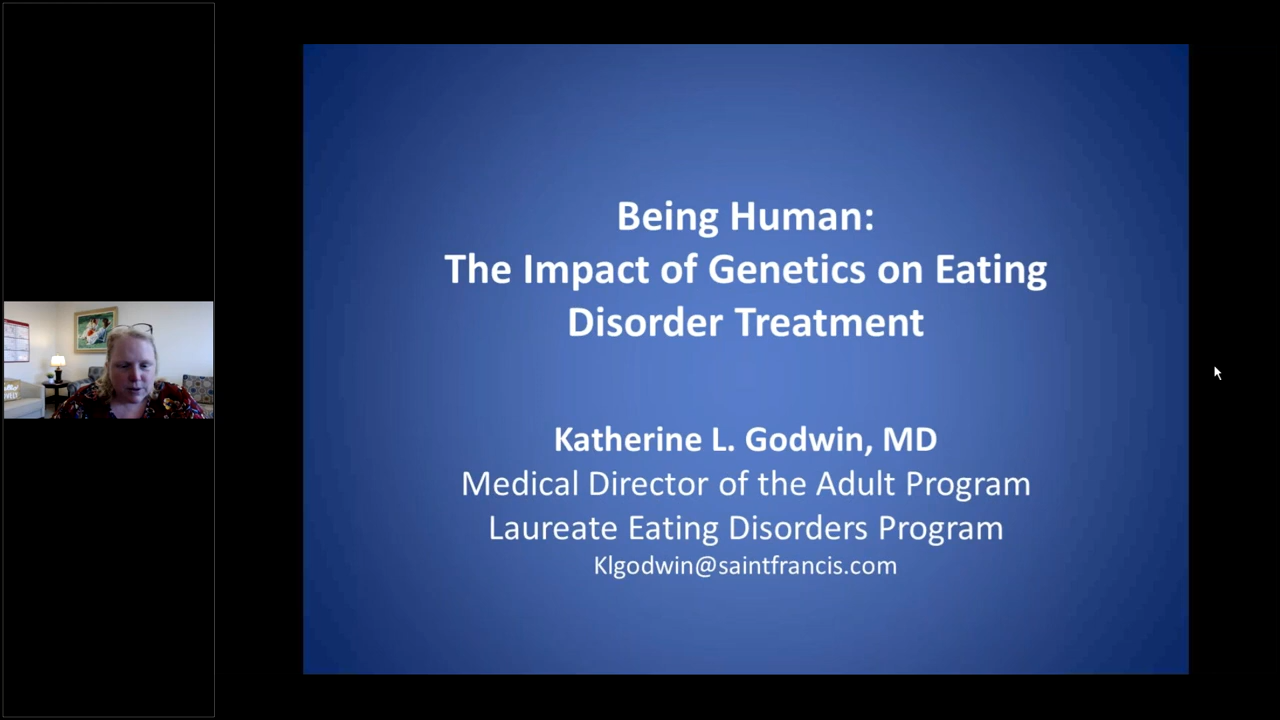 Being Human:
The Impact of Genetics on Eating
Disorder Treatment
Katherine L. Godwin, MD
Medical Director of the Adult Program
Laureate Eating Disorders Program
Klgodwin@saintfrancis.com